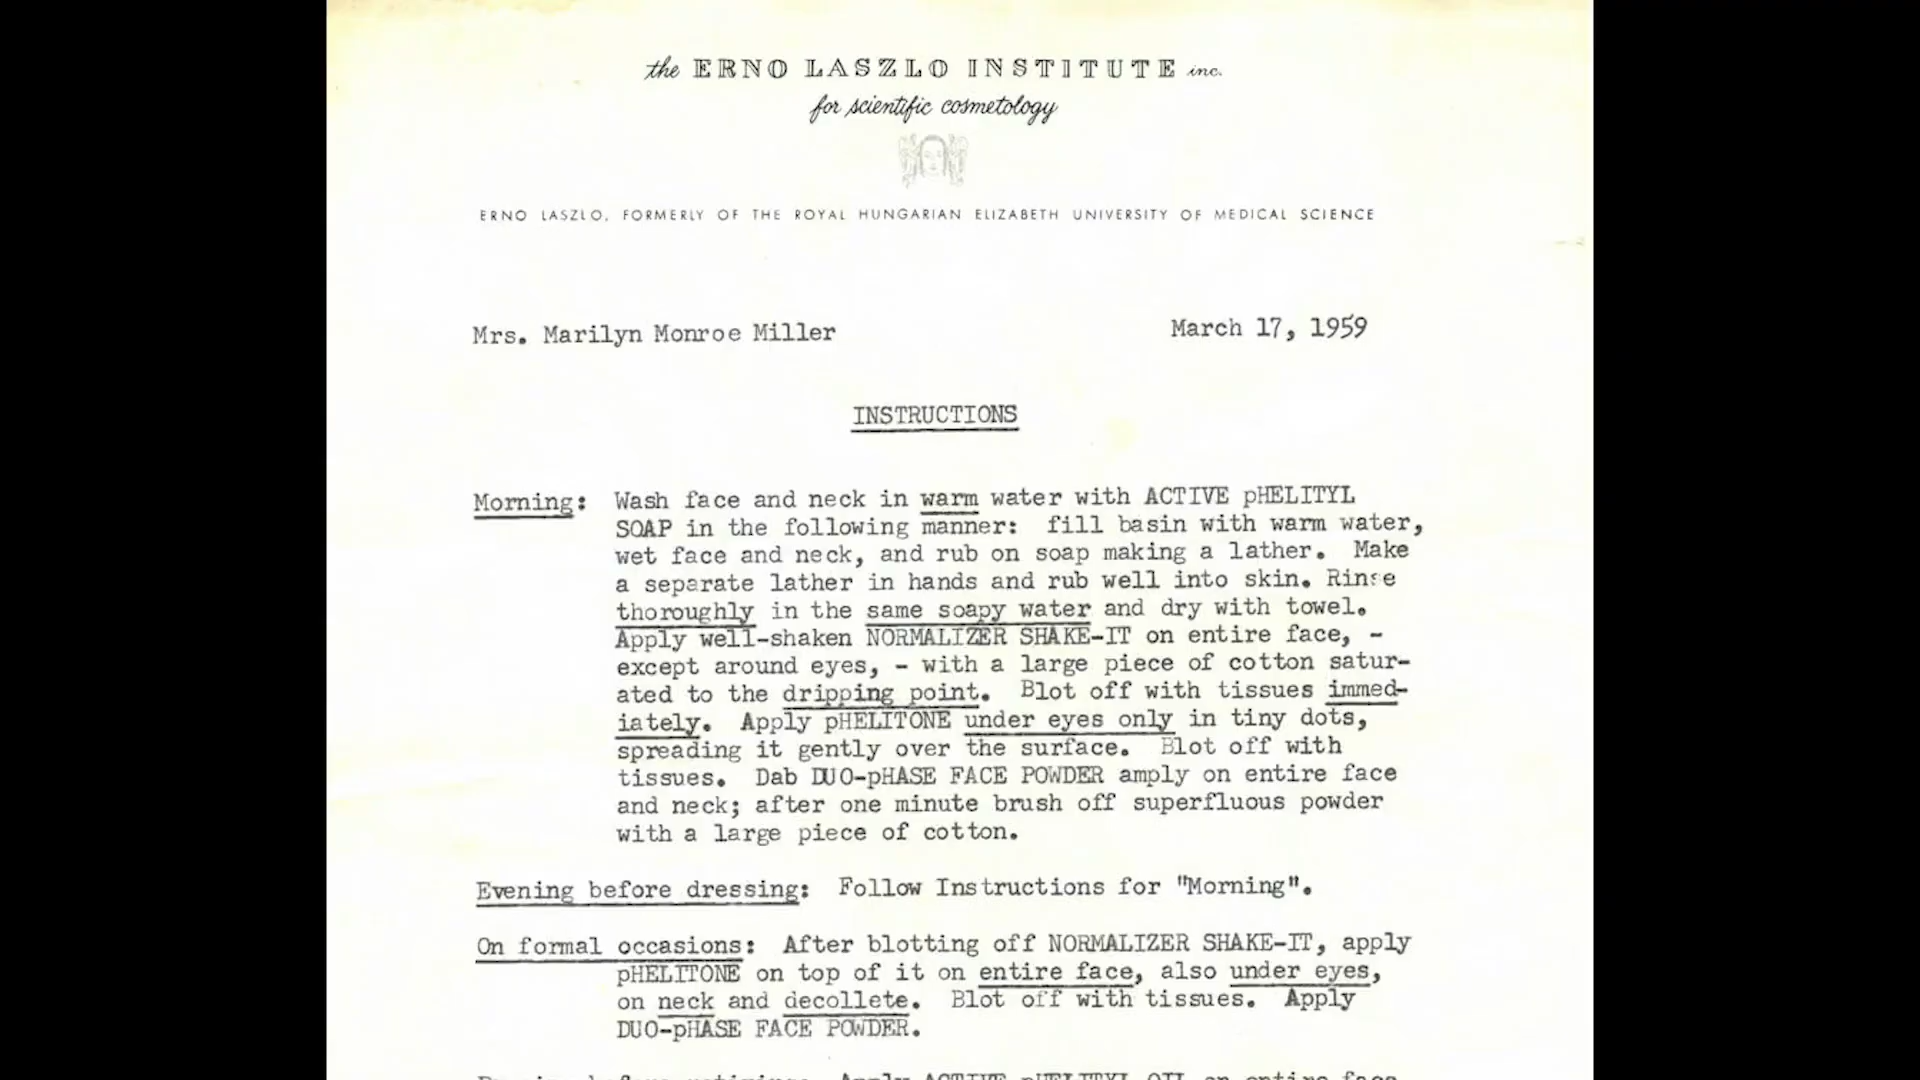 the ERNO LASZLO INSTITUTE inc.
for scientific cosmetology
ERNO LASZLO, FORMERLY OF THE ROYAL HUNGARIAN ELIZABETH UNIVERSITY OF MEDICAL SCIENCE
Mrs. Marilyn Monroe Miller March 17, 1959
INSTRUCTIONS
Morning: Wash face and neck in warm water with ACTIVE pHELITYL
SOAP in the following manner: fill basin with warm water,
wet face and neck, and rub on soap making a lather. Make
a separate lather in hands and rub well into skin. Rinse
thoroughly in the same soapy water and dry with towel.
Apply well-shaken NORMALIZER SHAKE-IT on entire face, -
except around eyes, - with a large piece of cotton satur-
ated to the dripping point. Blot off with tissues immed-
iately. Apply pHELITONE under eyes only in tiny dots,
spreading it gently over the surface. Blot off with
tissues. Dab DUO-pHASE FACE POWDER amply on entire face
and neck; after one minute brush off superfluous powder
with a large piece of cotton.
Evening before dressing: Follow Instructions for "Morning".
On formal occasions: After blotting off NORMALIZER SHAKE-IT, apply
pHELITONE on top of it on entire face, also under eyes,
on neck and decollete. Blot off with tissues. Apply
DUO-pHASE FACE POWDER.
before retiring: Apply ACTIVE pHELITYL OIL on entire face